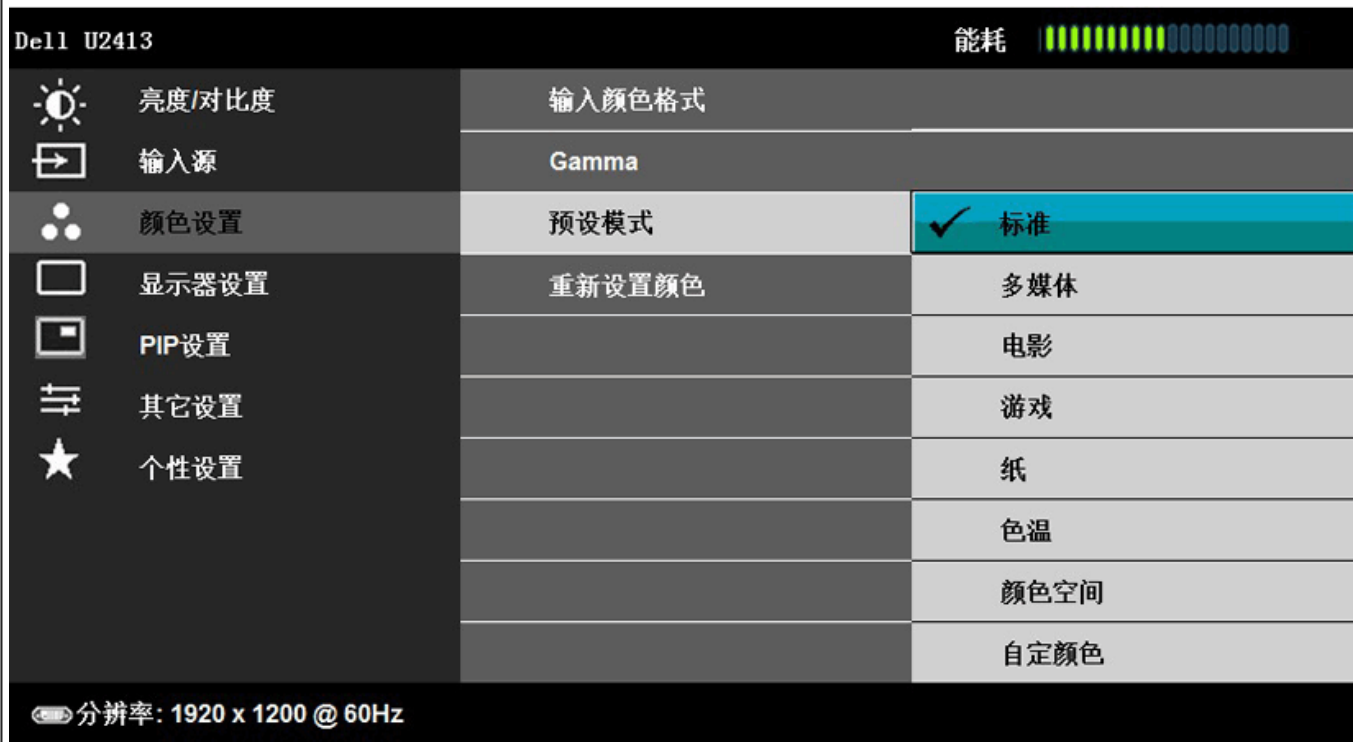 Dell U2413 能耗
亮度/对比度 输入颜色格式
输入源 Gamma
颜色设置 预设模式 标准
显示器设置 重新设置颜色 多媒体
PIP设置 电影
其它设置 游戏
个性设置 纸
色温
颜色空间
自定颜色
分辨率: 1920 x 1200 @ 60Hz